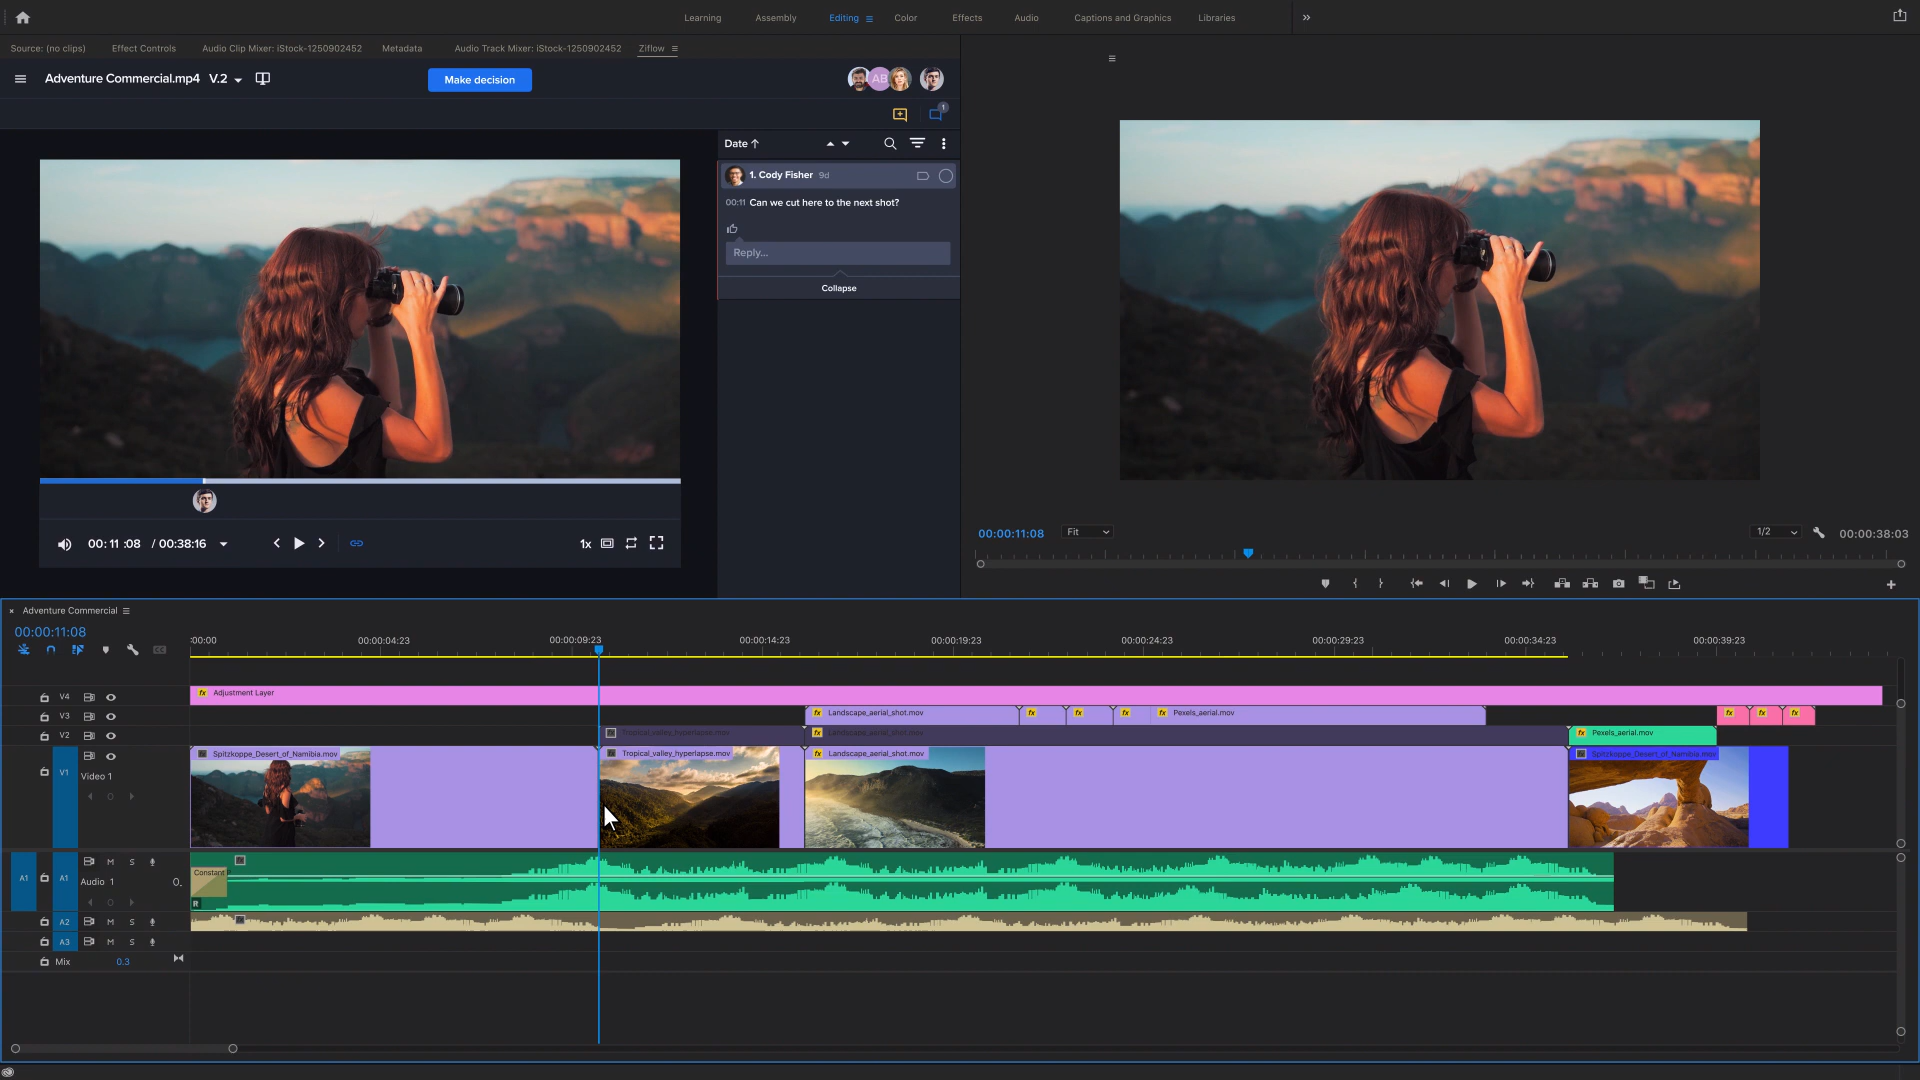 Learning Assembly Editing Color Effects Audio Captions and Graphics Libraries
Source: (no clips) Effect Controls Audio Clip Mixer: iStock-1250902452 Metadata Audio Track Mixer: iStock-1250902452 Ziflow
Adventure Commercial.mp4 V.2
Make decision
AB
1
Date
1. Cody Fisher 9d
00:11 Can we cut here to the next shot?
Reply...
Collapse
00: 11 :08 / 00:38:16
1x
00:00:11:08
Fit
1/2
00:00:38:03
Adventure Commercial
00:00:11:08
:00:00 00:00:04:23 00:00:09:23 00:00:14:23 00:00:19:23 00:00:24:23 00:00:29:23 00:00:34:23 00:00:39:23
V4 fx Adjustment Layer
V3 fx Landscape_aerial_shot.mov fx fx fx fx Pexels_aerial.mov fx fx fx
V2 fx Tropical_valley_hyperlapse.mov fx Landscape_aerial_shot.mov fx Pexels_aerial.mov
fx Spitzkoppe_Desert_of_Namibia.mov fx Tropical_valley_hyperlapse.mov fx Landscape_aerial_shot.mov fx Spitzkoppe_Desert_of_Namibia.mov
V1
Video 1
M S
A1 A1
Constant
Audio 1
0.
R
A2 M S
A3 M S
Mix 0.3